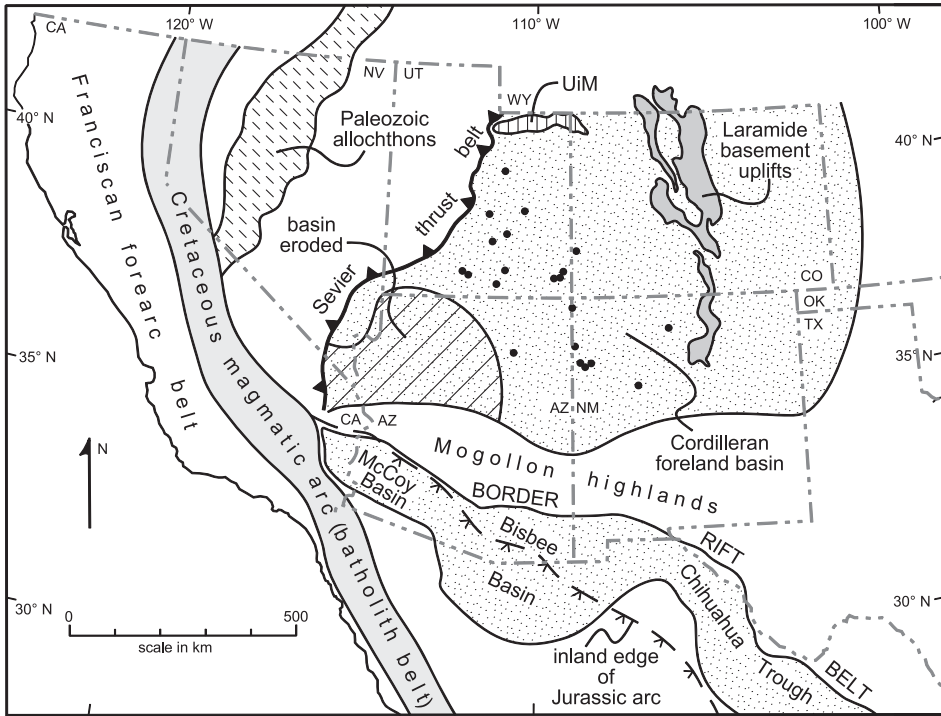 120° W
110° W
100° W
CA
NV
UT
WY
UiM
40° N
40° N
Paleozoic
allochthons
Laramide
basement
uplifts
Franciscan forearc belt
Cretaceous magmatic arc (batholith belt)
Sevier thrust belt
basin
eroded
CO
OK
TX
35° N
35° N
CA
AZ
AZ
NM
Cordilleran
foreland basin
N
McCoy
Basin
Mogollon highlands
BORDER
RIFT
BELT
Bisbee
Basin
Chihuahua
Trough
30° N
30° N
0
500
scale in km
inland edge
of
Jurassic arc